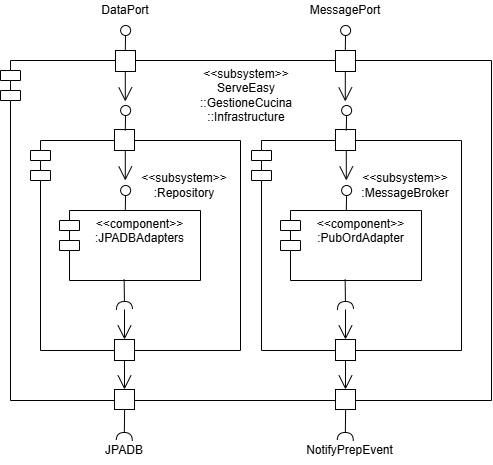 DataPort
MessagePort
<<subsystem>>
ServeEasy
::GestioneCucina
::Infrastructure
<<subsystem>>
:Repository
<<subsystem>>
:MessageBroker
<<component>>
:JPADBAdapters
<<component>>
:PubOrdAdapter
JPADB
NotifyPrepEvent